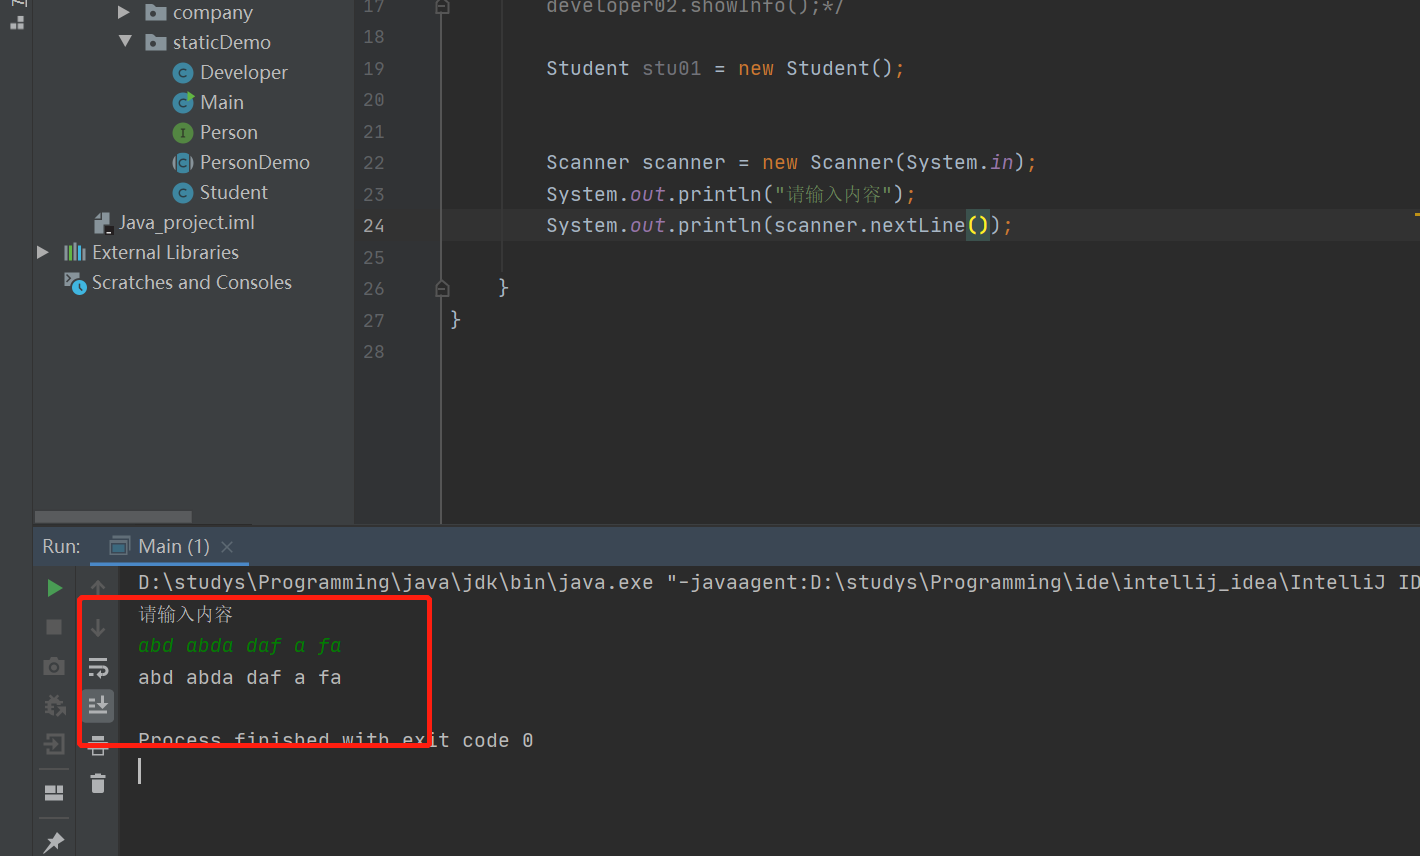 company
staticDemo
Developer
Main
Person
PersonDemo
Student
Java_project.iml
External Libraries
Scratches and Consoles
17 developer02.showInfo();*/
18
19 Student stu01 = new Student();
20
21
22 Scanner scanner = new Scanner(System.in);
23 System.out.println("请输入内容");
24 System.out.println(scanner.nextLine());
25
26 }
27 }
28
Run: Main (1)
D:\studys\Programming\java\jdk\bin\java.exe "-javaagent:D:\studys\Programming\ide\intellij_idea\IntelliJ ID
请输入内容
abd abda daf a fa
abd abda daf a fa
Process finished with exit code 0